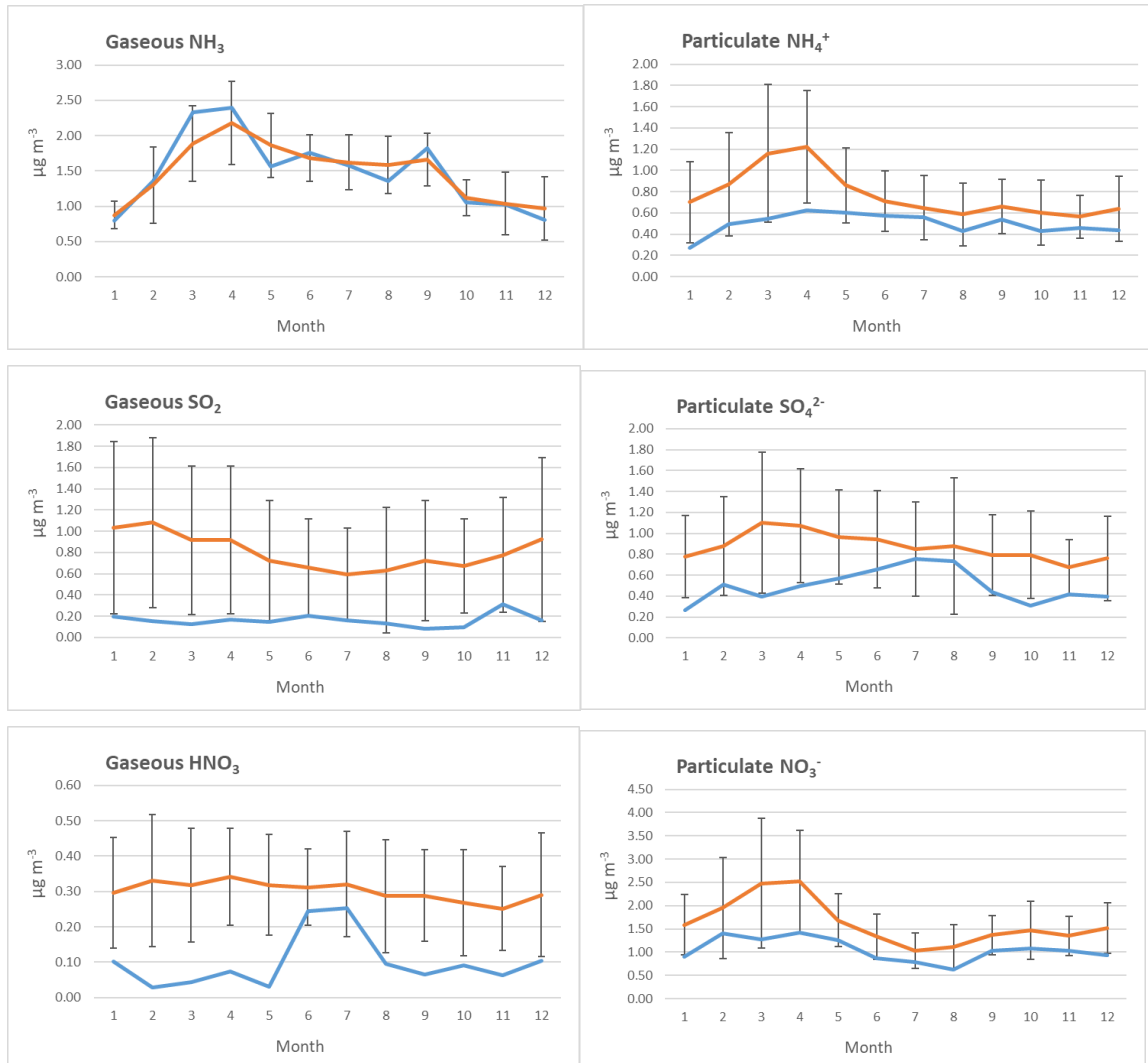 Gaseous NH₃
µg m⁻³
3.00
2.50
2.00
1.50
1.00
0.50
0.00
1 2 3 4 5 6 7 8 9 10 11 12
Month
Particulate NH₄⁺
µg m⁻³
2.00
1.80
1.60
1.40
1.20
1.00
0.80
0.60
0.40
0.20
0.00
1 2 3 4 5 6 7 8 9 10 11 12
Month
Gaseous SO₂
µg m⁻³
2.00
1.80
1.60
1.40
1.20
1.00
0.80
0.60
0.40
0.20
0.00
1 2 3 4 5 6 7 8 9 10 11 12
Month
Particulate SO₄²⁻
µg m⁻³
2.00
1.80
1.60
1.40
1.20
1.00
0.80
0.60
0.40
0.20
0.00
1 2 3 4 5 6 7 8 9 10 11 12
Month
Gaseous HNO₃
µg m⁻³
0.60
0.50
0.40
0.30
0.20
0.10
0.00
1 2 3 4 5 6 7 8 9 10 11 12
Month
Particulate NO₃⁻
µg m⁻³
4.50
4.00
3.50
3.00
2.50
2.00
1.50
1.00
0.50
0.00
1 2 3 4 5 6 7 8 9 10 11 12
Month